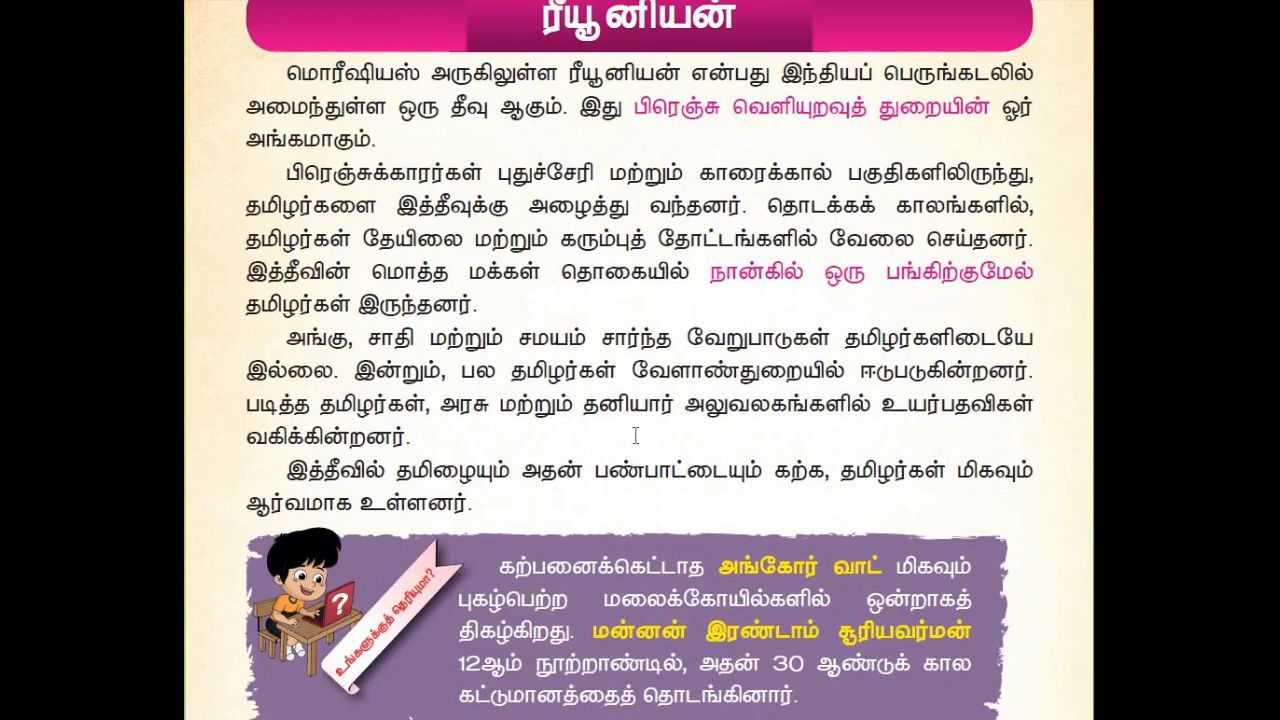 ரீயூனியன்
மொரீஷியஸ் அருகிலுள்ள ரீயூனியன் என்பது இந்தியப் பெருங்கடலில்
அமைந்துள்ள ஒரு தீவு ஆகும். இது பிரெஞ்சு வெளியுறவுத் துறையின் ஓர்
அங்கமாகும்.
பிரெஞ்சுக்காரர்கள் புதுச்சேரி மற்றும் காரைக்கால் பகுதிகளிலிருந்து,
தமிழர்களை இத்தீவுக்கு அழைத்து வந்தனர். தொடக்கக் காலங்களில்,
தமிழர்கள் தேயிலை மற்றும் கரும்புத் தோட்டங்களில் வேலை செய்தனர்.
இத்தீவின் மொத்த மக்கள் தொகையில் நான்கில் ஒரு பங்கிற்குமேல்
தமிழர்கள் இருந்தனர்.
அங்கு, சாதி மற்றும் சமயம் சார்ந்த வேறுபாடுகள் தமிழர்களிடையே
இல்லை. இன்றும், பல தமிழர்கள் வேளாண்துறையில் ஈடுபடுகின்றனர்.
படித்த தமிழர்கள், அரசு மற்றும் தனியார் அலுவலகங்களில் உயர்பதவிகள்
வகிக்கின்றனர்.
இத்தீவில் தமிழையும் அதன் பண்பாட்டையும் கற்க, தமிழர்கள் மிகவும்
ஆர்வமாக உள்ளனர்.
?
உங்களுக்குத் தெரியுமா?
கற்பனைக்கெட்டாத அங்கோர் வாட் மிகவும்
புகழ்பெற்ற மலைக்கோயில்களில் ஒன்றாகத்
திகழ்கிறது. மன்னன் இரண்டாம் சூரியவர்மன்
12ஆம் நூற்றாண்டில், அதன் 30 ஆண்டுக் கால
கட்டுமானத்தைத் தொடங்கினார்.